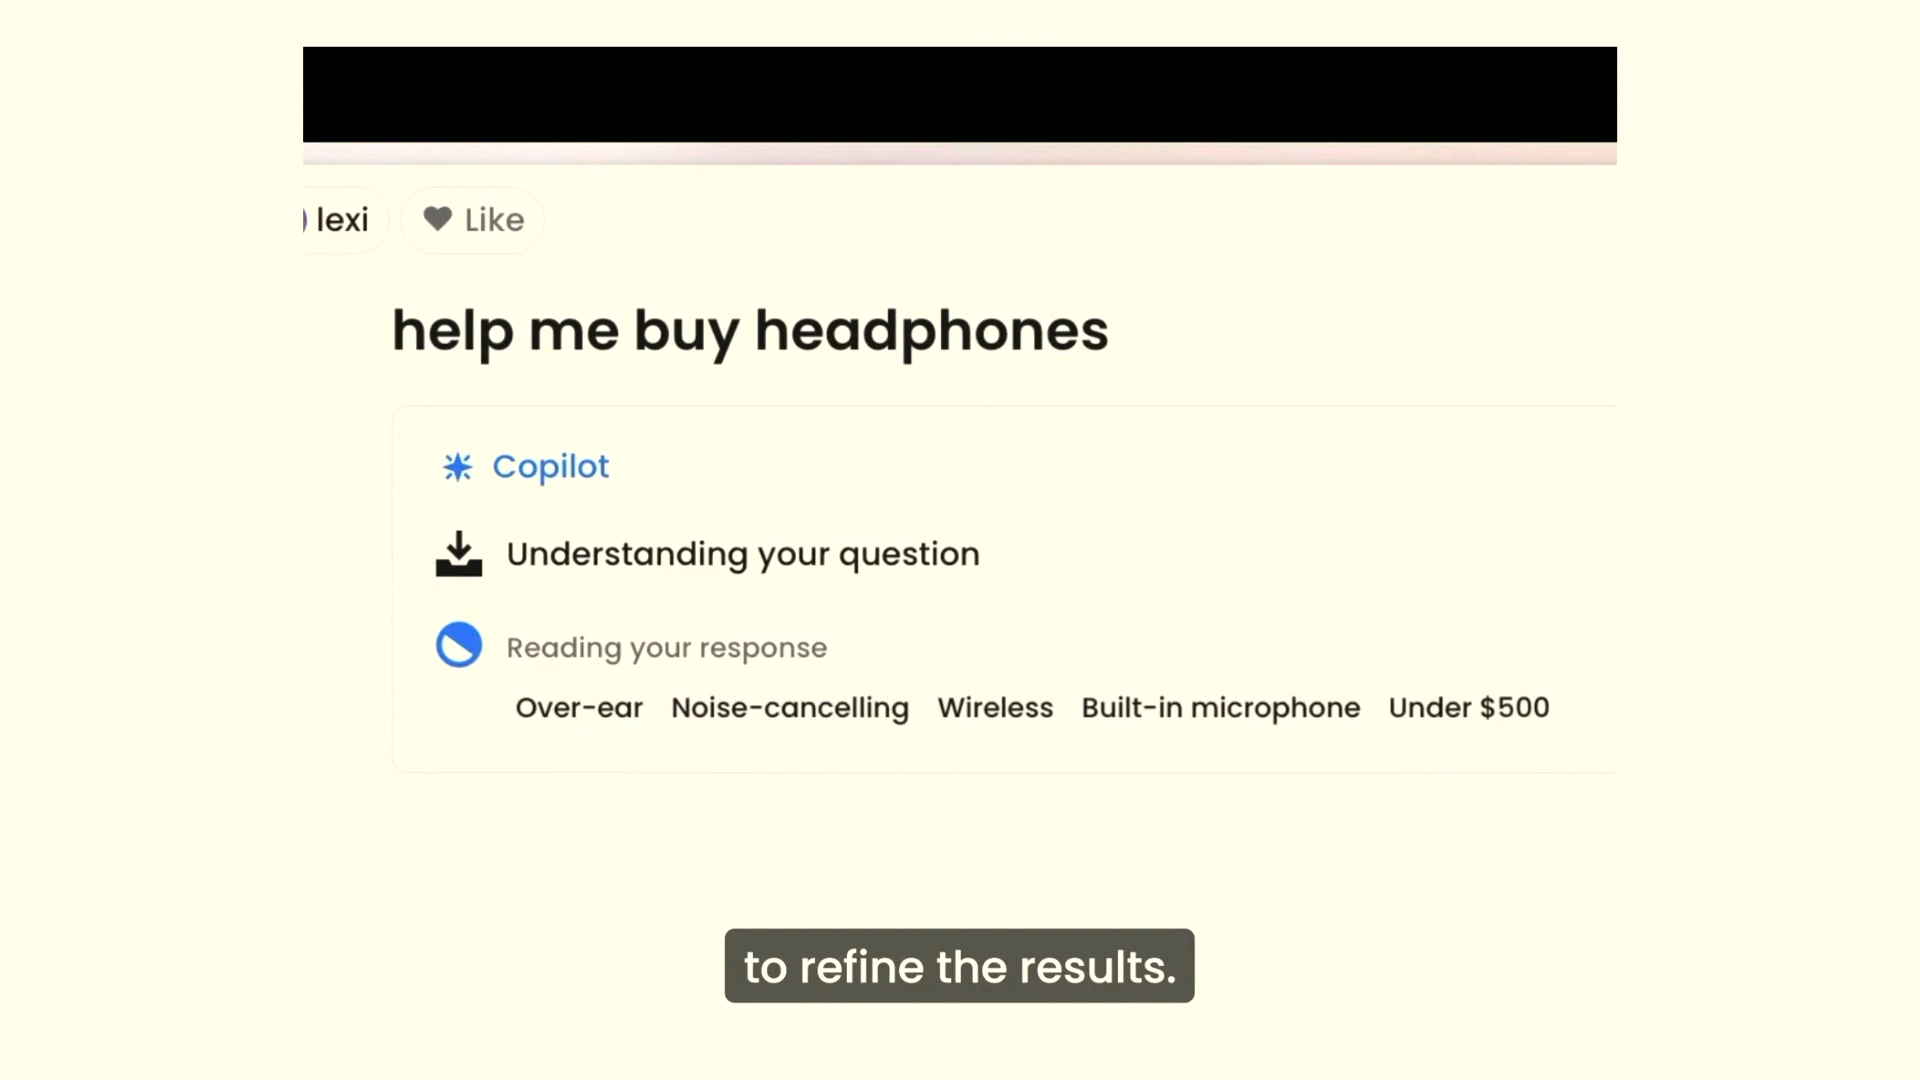 lexi Like
help me buy headphones
Copilot
Understanding your question
Reading your response
Over-ear Noise-cancelling Wireless Built-in microphone Under $500
to refine the results.